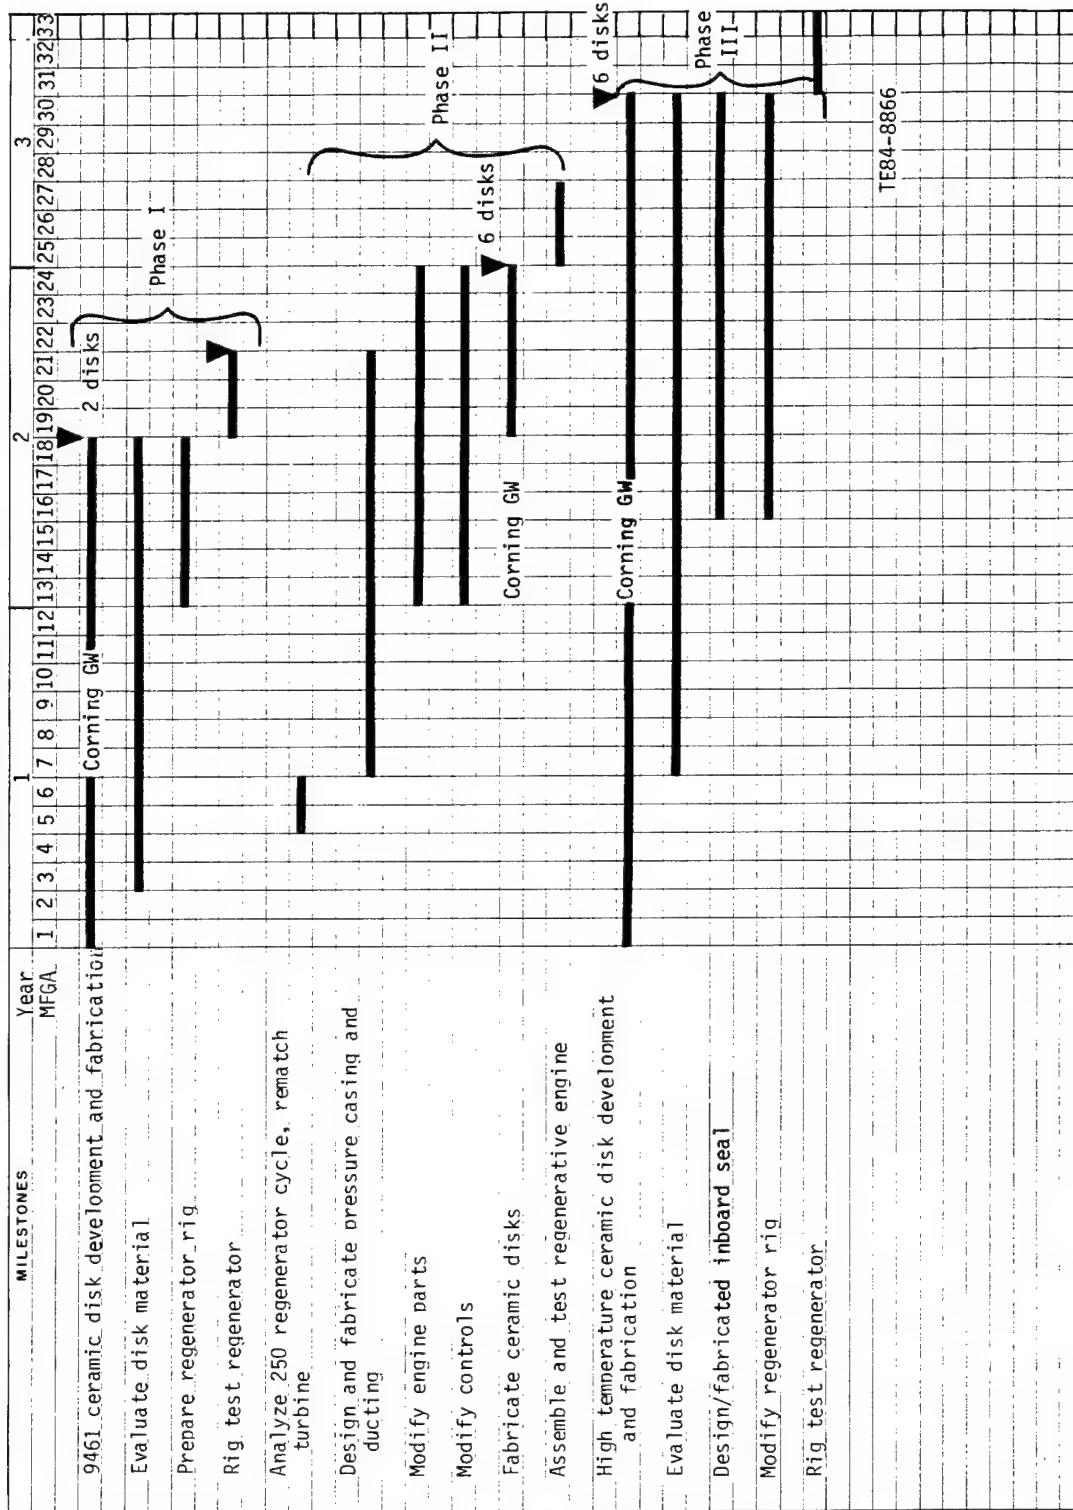 MILESTONES
Year 1 2 3
MFGA 1 2 3 4 5 6 7 8 9 10 11 12 13 14 15 16 17 18 19 20 21 22 23 24 25 26 27 28 29 30 31 32 33
9461 ceramic disk development and fabrication
Corning GW
2 disks
Evaluate disk material
Prepare regenerator rig
Phase I
Rig test regenerator
Analyze 250 regenerator cycle, rematch
turbine
Design and fabricate pressure casing and
ducting
Modify engine parts
Phase II
Modify controls
6 disks
Fabricate ceramic disks
Corning GW
Assemble and test regenerative engine
6 disks
High temperature ceramic disk development
and fabrication
Corning GW
Evaluate disk material
Phase
III
Design/fabricated inboard seal
Modify regenerator rig
Rig test regenerator
TE84-8866